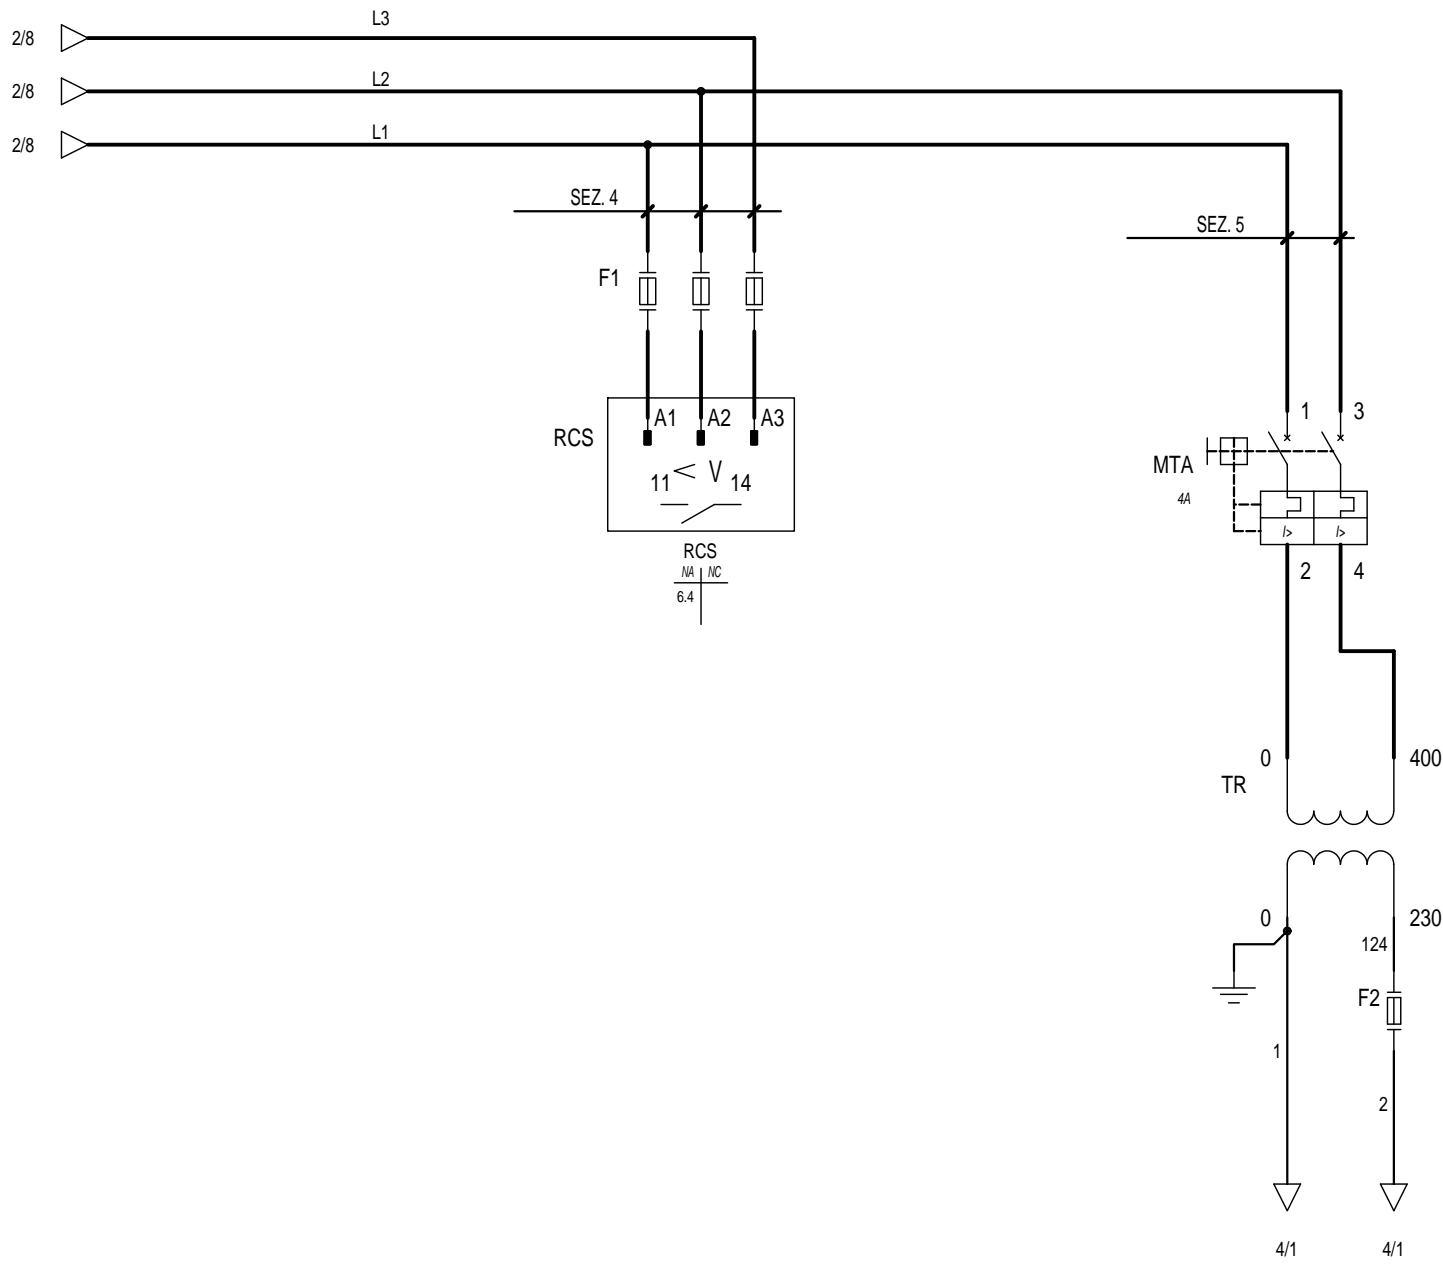 L3
2/8
L2
2/8
L1
2/8
SEZ. 4
SEZ. 5
F1
A1 A2 A3
1 3
RCS
< V
11 14
MTA
4A
I> I>
RCS
NA NC
6.4
2 4
0 400
TR
0 230
124
F2
1
2
4/1 4/1